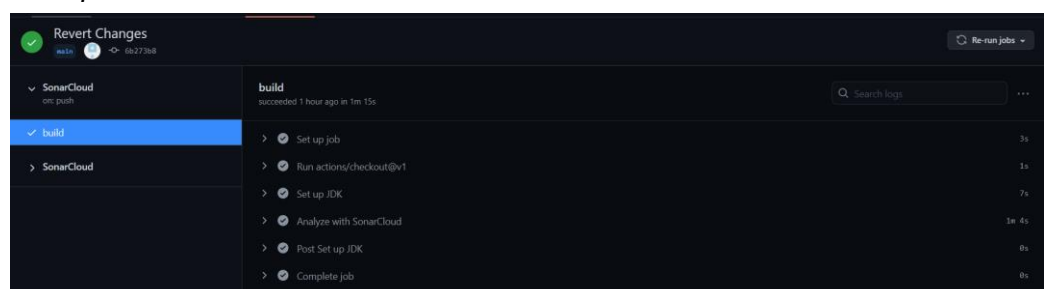 Revert Changes
main 6b273b8
Re-run jobs
SonarCloud
on: push
build
SonarCloud
build
succeeded 1 hour ago in 1m 15s
Search logs
Set up job 3s
Run actions/checkout@v1 1s
Set up JDK 7s
Analyze with SonarCloud 1m 4s
Post Set up JDK 0s
Complete job 0s